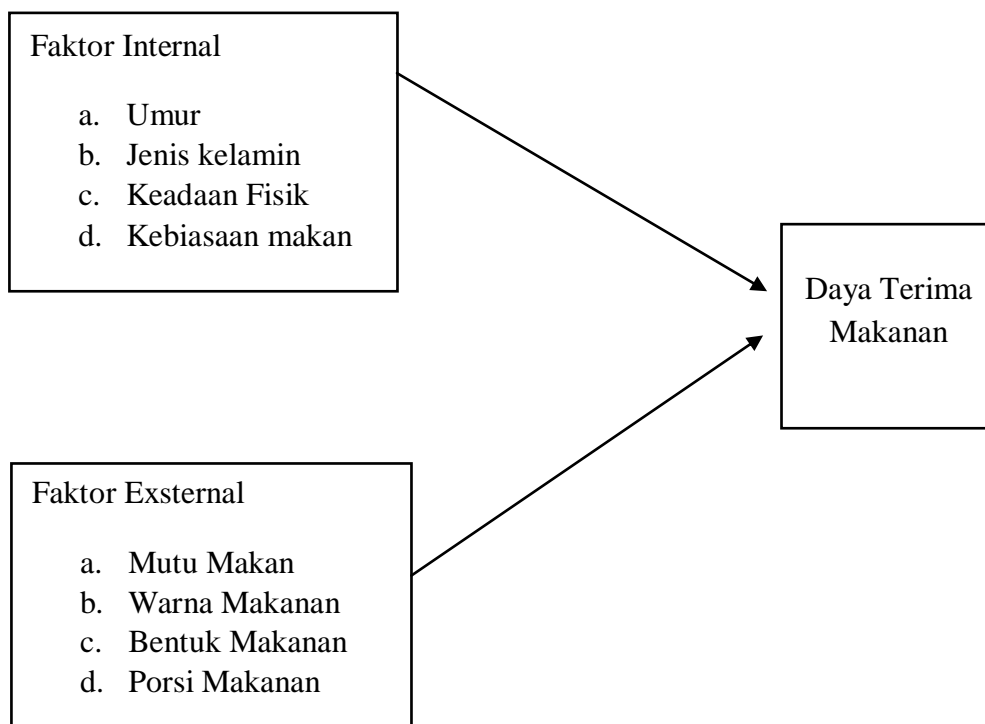 Faktor Internal
a. Umur
b. Jenis kelamin
c. Keadaan Fisik
d. Kebiasaan makan
Daya Terima
Makanan
Faktor Exsternal
a. Mutu Makan
b. Warna Makanan
c. Bentuk Makanan
d. Porsi Makanan